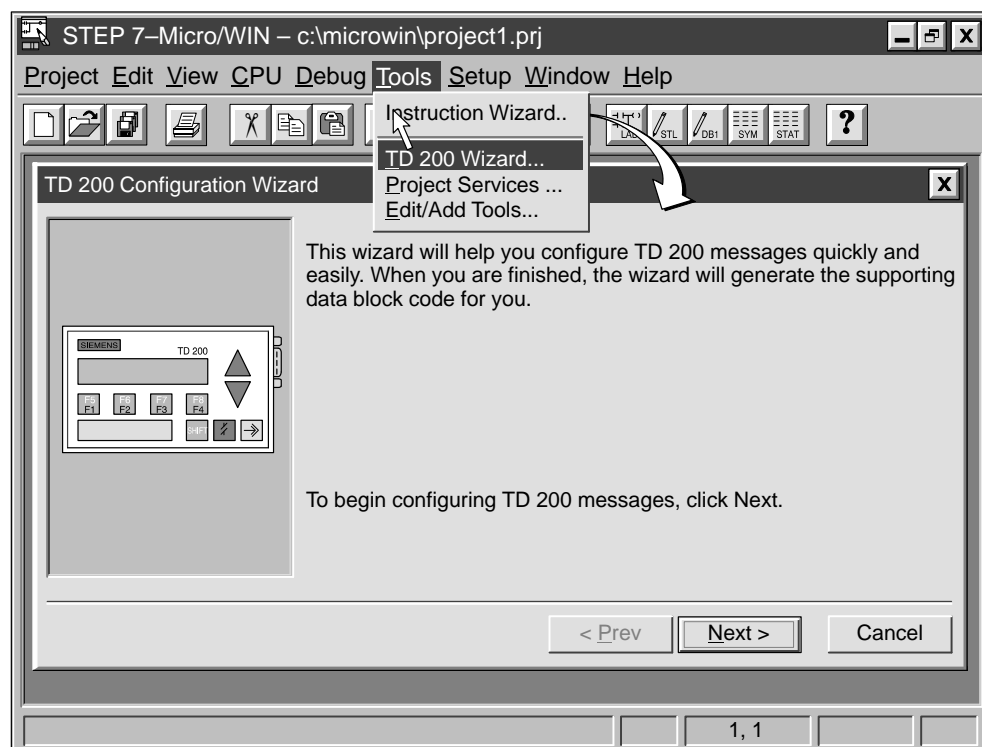 STEP 7–Micro/WIN – c:\microwin\project1.prj
Project Edit View CPU Debug Tools Setup Window Help
Instruction Wizard..
TD 200 Wizard...
Project Services ...
Edit/Add Tools...
STL DB1 SYM STAT ?
TD 200 Configuration Wizard
This wizard will help you configure TD 200 messages quickly and
easily. When you are finished, the wizard will generate the supporting
data block code for you.
SIEMENS
TD 200
F5 F6 F7 F8
F1 F2 F3 F4
SHIFT
To begin configuring TD 200 messages, click Next.
< Prev Next > Cancel
1, 1